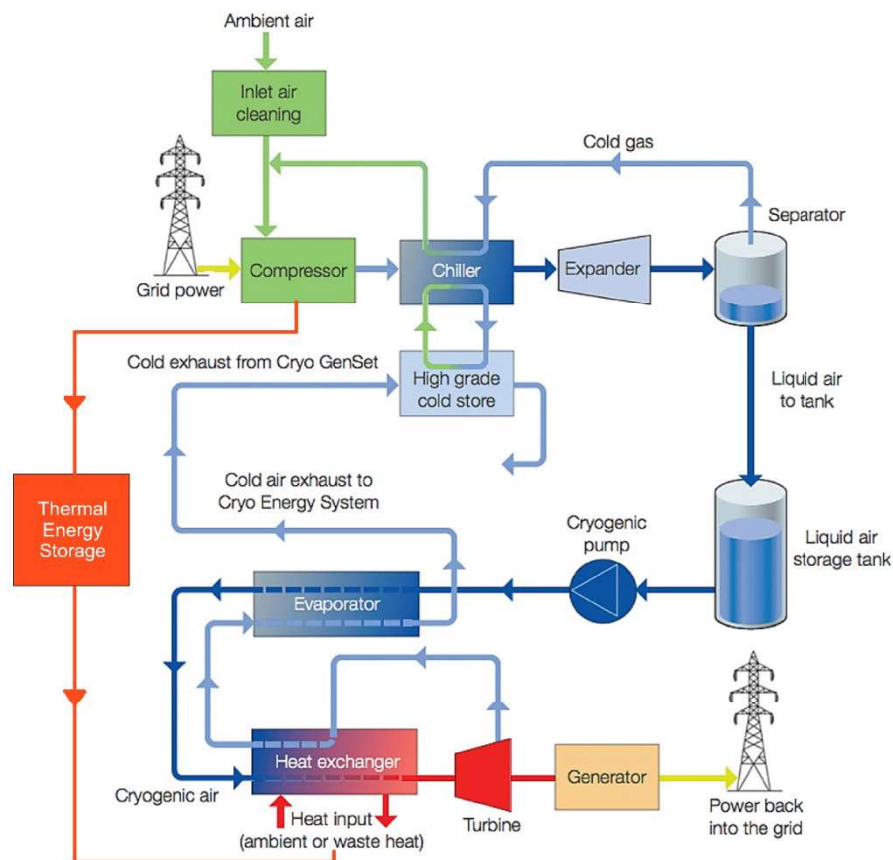 Ambient air
Inlet air
cleaning
Cold gas
Separator
Compressor
Chiller
Expander
Grid power
Cold exhaust from Cryo GenSet
High grade
cold store
Liquid air
to tank
Thermal
Energy
Storage
Cold air exhaust to
Cryo Energy System
Cryogenic
pump
Liquid air
storage tank
Evaporator
Heat exchanger
Generator
Cryogenic air
Heat input
(ambient or waste heat)
Turbine
Power back
into the grid